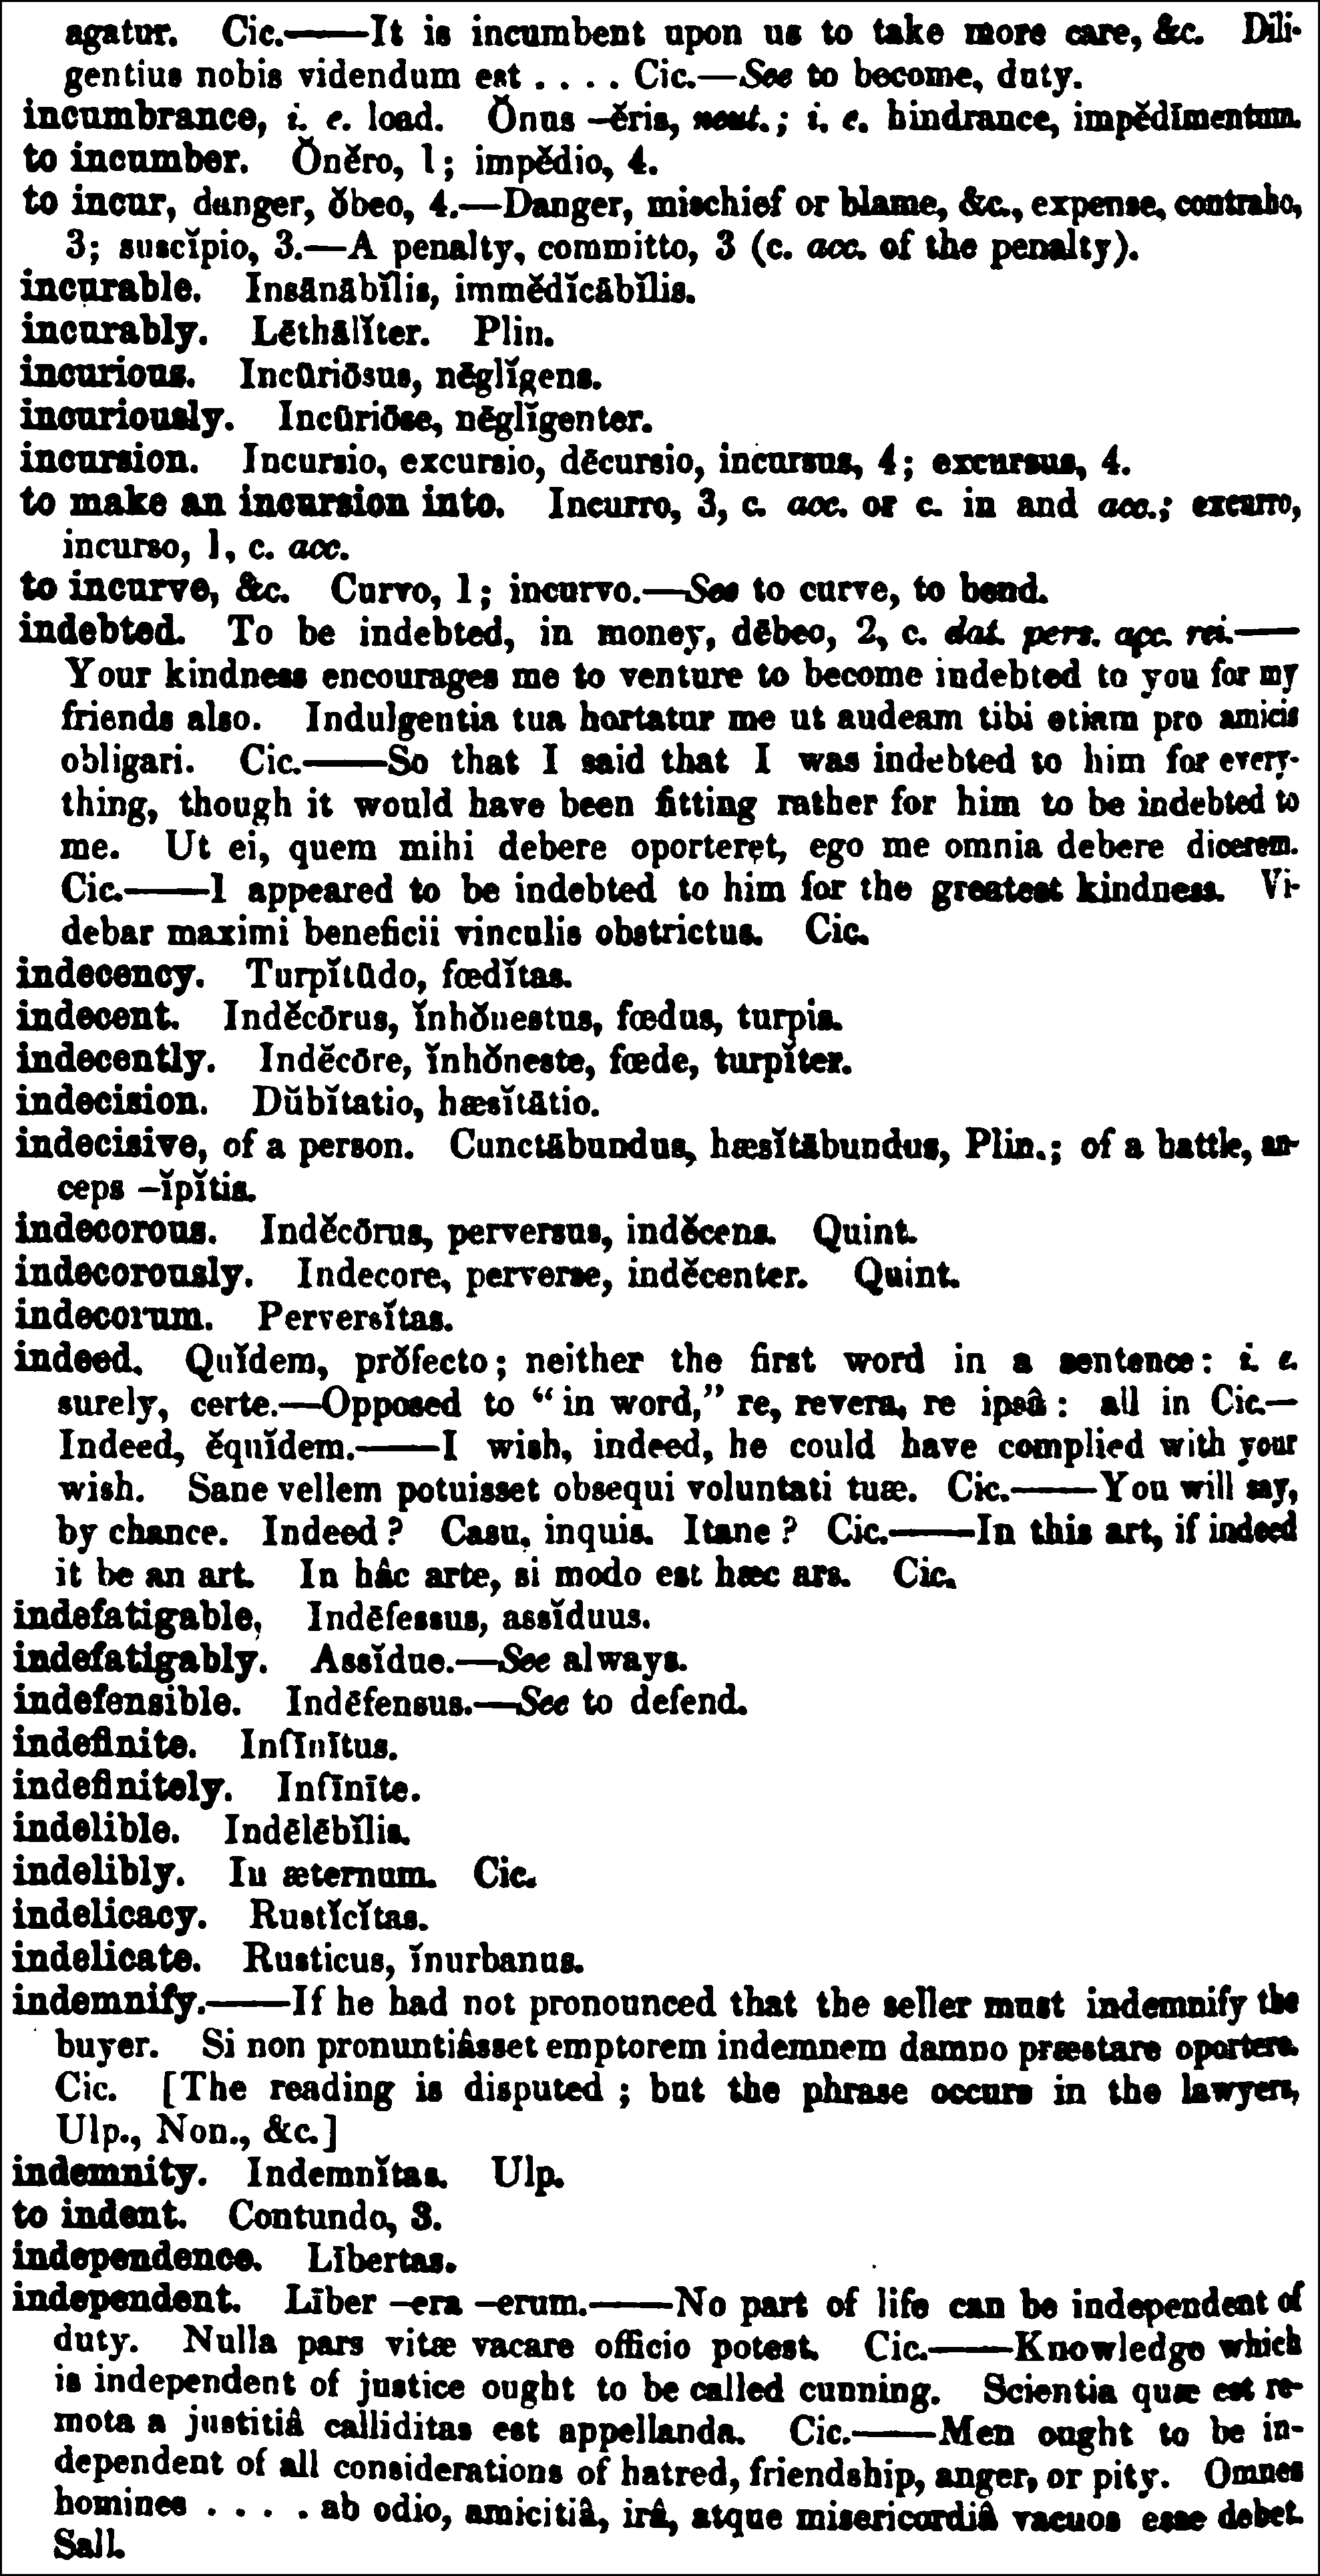 agatur. Cic.——It is incumbent upon us to take more care, &c. Dili-
gentius nobis videndum est . . . . Cic.—See to become, duty.
incumbrance, i. e. load. Ŏnus –ĕris, neut.; i. e. hindrance, impĕdīmentum.
to incumber. Ŏnĕro, 1; impĕdio, 4.
to incur, danger, ŏbeo, 4.—Danger, mischief or blame, &c., expense, contraho,
3; suscĭpio, 3.—A penalty, committo, 3 (c. acc. of the penalty).
incurable. Insānābĭlis, immĕdĭcābĭlis.
incurably. Lēthālĭter. Plin.
incurious. Incūriōsus, nēglĭgens.
incuriously. Incūriōse, nēglĭgenter.
incursion. Incursio, excursio, dēcursio, incursus, 4; excursus, 4.
to make an incursion into. Incurro, 3, c. acc. or c. in and acc.; excurro,
incurso, 1, c. acc.
to incurve, &c. Curvo, 1; incurvo.—See to curve, to bend.
indebted. To be indebted, in money, dēbeo, 2, c. dat. pers. acc. rei.——
Your kindness encourages me to venture to become indebted to you for my
friends also. Indulgentia tua hortatur me ut audeam tibi etiam pro amicis
obligari. Cic.——So that I said that I was indebted to him for every-
thing, though it would have been fitting rather for him to be indebted to
me. Ut ei, quem mihi debere oporteret, ego me omnia debere dicerem.
Cic.——I appeared to be indebted to him for the greatest kindness. Vi-
debar maximi beneficii vinculis obstrictus. Cic.
indecency. Turpĭtūdo, fœdĭtas.
indecent. Indĕcōrus, ĭnhŏnestus, fœdus, turpis.
indecently. Indĕcōre, ĭnhŏneste, fœde, turpĭter.
indecision. Dŭbĭtatio, hæsĭtātio.
indecisive, of a person. Cunctābundus, hæsĭtābundus, Plin.; of a battle, an-
ceps –ĭpĭtis.
indecorous. Indĕcōrus, perversus, indĕcens. Quint.
indecorously. Indecore, perverse, indĕcenter. Quint.
indecorum. Perversĭtas.
indeed. Quĭdem, prŏfecto; neither the first word in a sentence: i. e.
surely, certe.—Opposed to “in word,” re, revera, re ipsâ: all in Cic.—
Indeed, ĕquĭdem.——I wish, indeed, he could have complied with your
wish. Sane vellem potuisset obsequi voluntati tuæ. Cic.——You will say,
by chance. Indeed? Casu, inquis. Itane? Cic.——In this art, if indeed
it be an art. In hâc arte, si modo est hæc ars. Cic.
indefatigable. Indēfessus, assĭduus.
indefatigably. Assĭdue.—See always.
indefensible. Indēfensus.—See to defend.
indefinite. Infīnītus.
indefinitely. Infīnīte.
indelible. Indēlēbĭlis.
indelibly. In æternum. Cic.
indelicacy. Rustĭcĭtas.
indelicate. Rusticus, ĭnurbanus.
indemnify.——If he had not pronounced that the seller must indemnify the
buyer. Si non pronuntiâsset emptorem indemnem damno præstare oportere.
Cic. [The reading is disputed; but the phrase occurs in the lawyers,
Ulp., Non., &c.]
indemnity. Indemnĭtas. Ulp.
to indent. Contundo, 3.
independence. Lībertas.
independent. Līber –era –erum.——No part of life can be independent of
duty. Nulla pars vitæ vacare officio potest. Cic.——Knowledge which
is independent of justice ought to be called cunning. Scientia quæ est re-
mota a justitiâ calliditas est appellanda. Cic.——Men ought to be in-
dependent of all considerations of hatred, friendship, anger, or pity. Omnes
homines . . . . ab odio, amicitiâ, irâ, atque misericordiâ vacuos esse debet.
Sall.